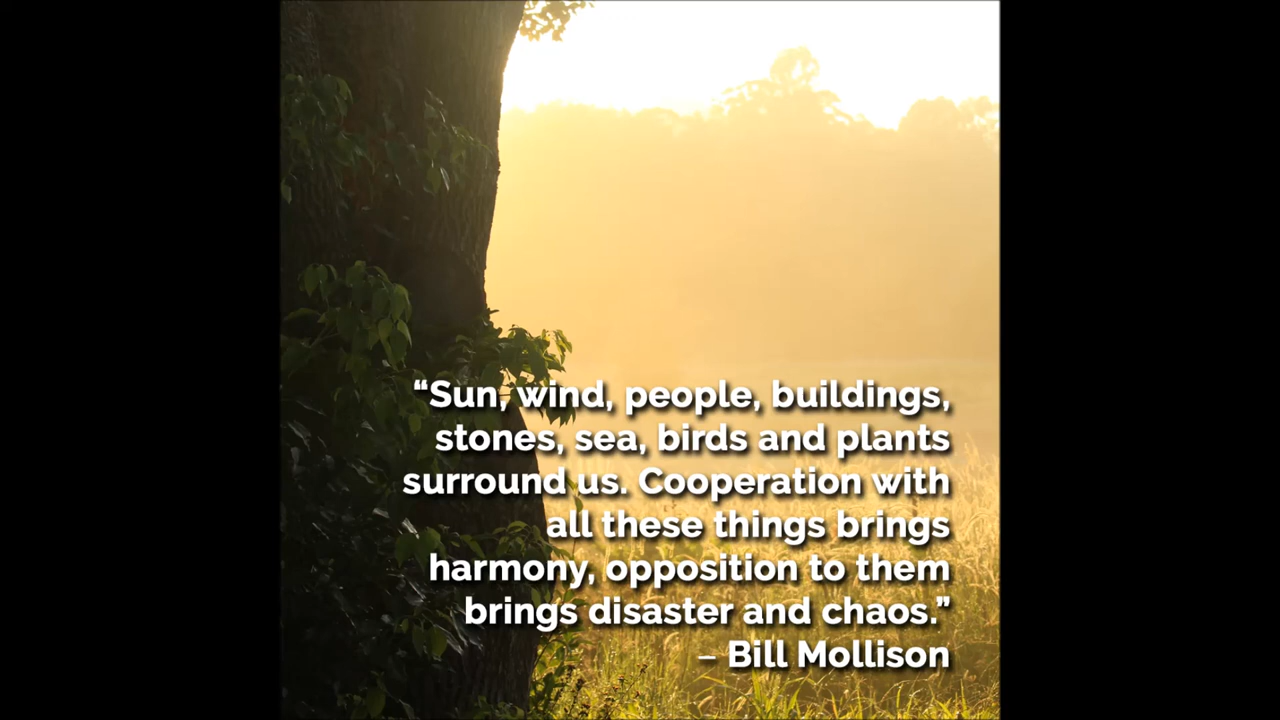 “Sun, wind, people, buildings,
stones, sea, birds and plants
surround us. Cooperation with
all these things brings
harmony, opposition to them
brings disaster and chaos.”
– Bill Mollison